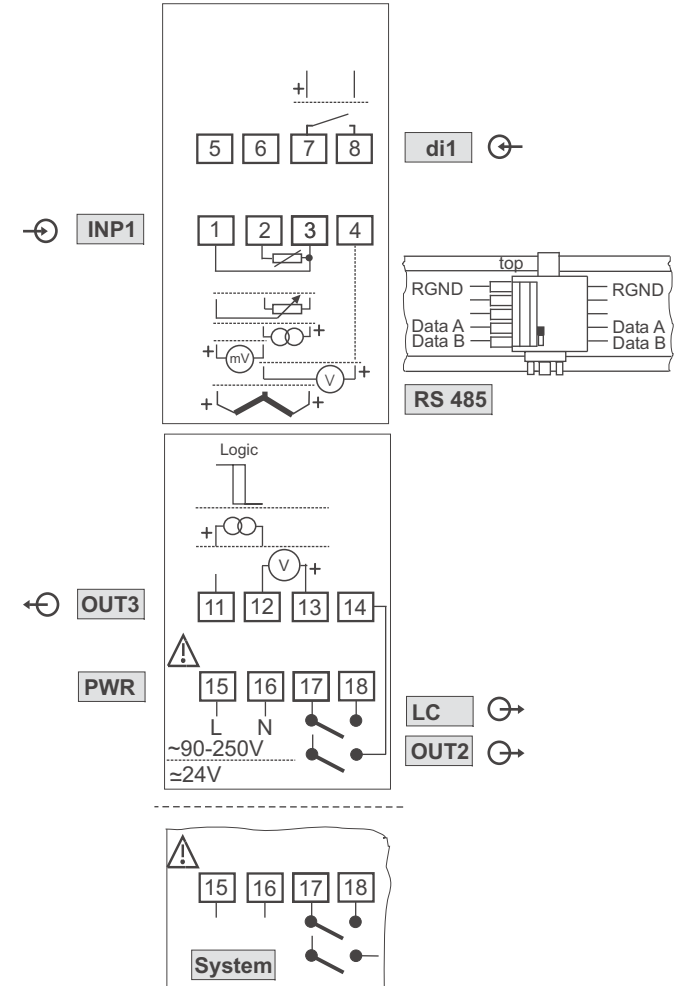 +
5 6 7 8
di1
INP1
1 2 3 4
top
RGND RGND
Data A Data A
Data B Data B
+
+ mV
V +
+ +
RS 485
Logic
+
V +
OUT3
11 12 13 14
PWR
15 16 17 18
L N
LC
~90-250V
OUT2
≃24V
15 16 17 18
System